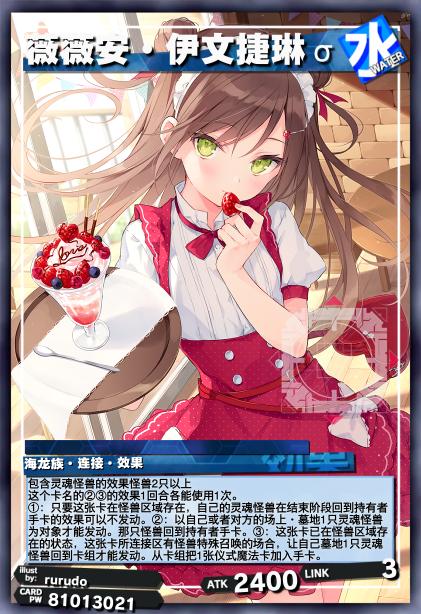 薇薇安・伊文捷琳 σ
水
WATER
Love
海龙族・连接・效果
包含灵魂怪兽的效果怪兽2只以上
这个卡名的②③的效果1回合各能使用1次。
①：只要这张卡在怪兽区域存在，自己的灵魂怪兽在结束阶段回到持有者
手卡的效果可以不发动。②：以自己或者对方的场上・墓地1只灵魂怪兽
为对象才能发动。那只怪兽回到持有者手卡。③：这张卡已在怪兽区域存
在的状态，这张卡所连接区有怪兽特殊召唤的场合，让自己墓地1只灵魂
怪兽回到卡组才能发动。从卡组把1张仪式魔法卡加入手卡。
illust by: rurudo
CARD PW 81013021
ATK 2400
LINK 3